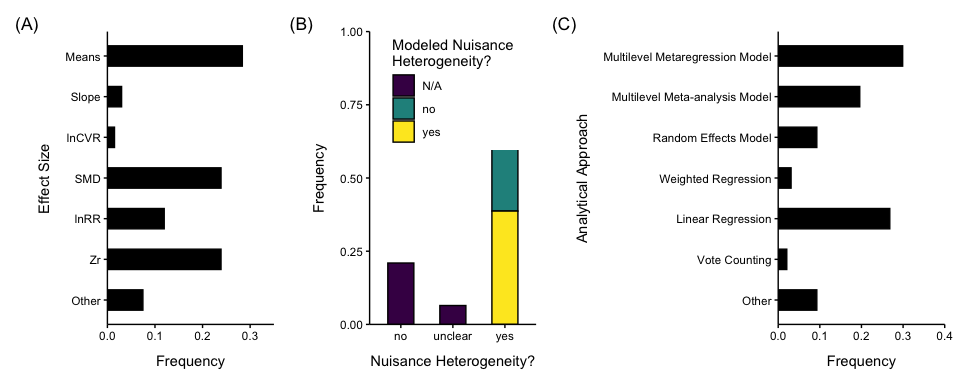 (A)
Effect Size
Means
Slope
lnCVR
SMD
lnRR
Zr
Other
0.0 0.1 0.2 0.3
Frequency
(B)
Frequency
1.00
0.75
0.50
0.25
0.00
Modeled Nuisance
Heterogeneity?
N/A
no
yes
no unclear yes
Nuisance Heterogeneity?
(C)
Analytical Approach
Multilevel Metaregression Model
Multilevel Meta-analysis Model
Random Effects Model
Weighted Regression
Linear Regression
Vote Counting
Other
0.0 0.1 0.2 0.3 0.4
Frequency